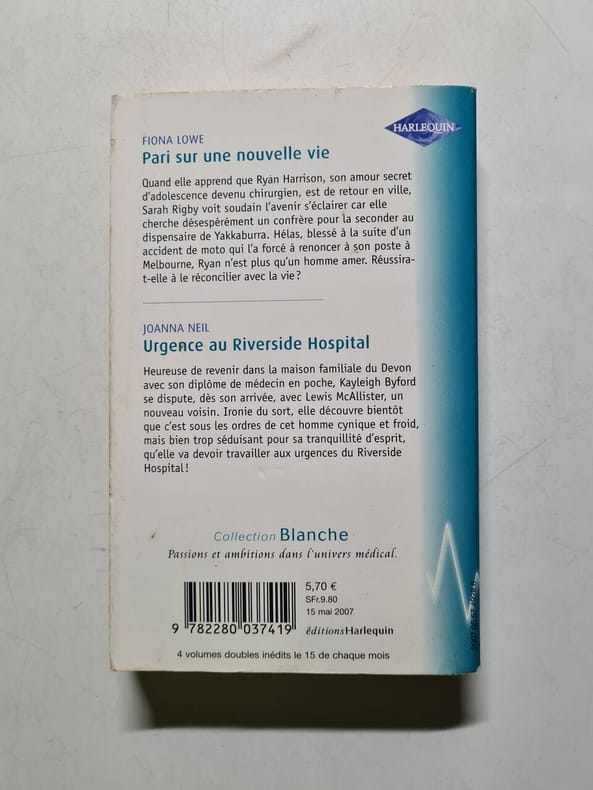 HARLEQUIN
FIONA LOWE
Pari sur une nouvelle vie
Quand elle apprend que Ryan Harrison, son amour secret
d'adolescence devenu chirurgien, est de retour en ville,
Sarah Rigby voit soudain l'avenir s'éclairer car elle
cherche désespérément un confrère pour la seconder au
dispensaire de Yakkaburra. Hélas, blessé à la suite d'un
accident de moto qui l'a forcé à renoncer à son poste à
Melbourne, Ryan n'est plus qu'un homme amer. Réussira-
t-elle à le réconcilier avec la vie?
JOANNA NEIL
Urgence au Riverside Hospital
Heureuse de revenir dans la maison familiale du Devon
avec son diplôme de médecin en poche, Kayleigh Byford
se dispute, dès son arrivée, avec Lewis McAllister, un
nouveau voisin. Ironie du sort, elle découvre bientôt
que c'est sous les ordres de cet homme cynique et froid,
mais bien trop séduisant pour sa tranquillité d'esprit,
qu'elle va devoir travailler aux urgences du Riverside
Hospital!
Collection Blanche
Passions et ambitions dans l'univers médical.
5,70 €
SFr.9.80
15 mai 2007
éditionsHarlequin
9 782280 037419
4 volumes doubles inédits le 15 de chaque mois